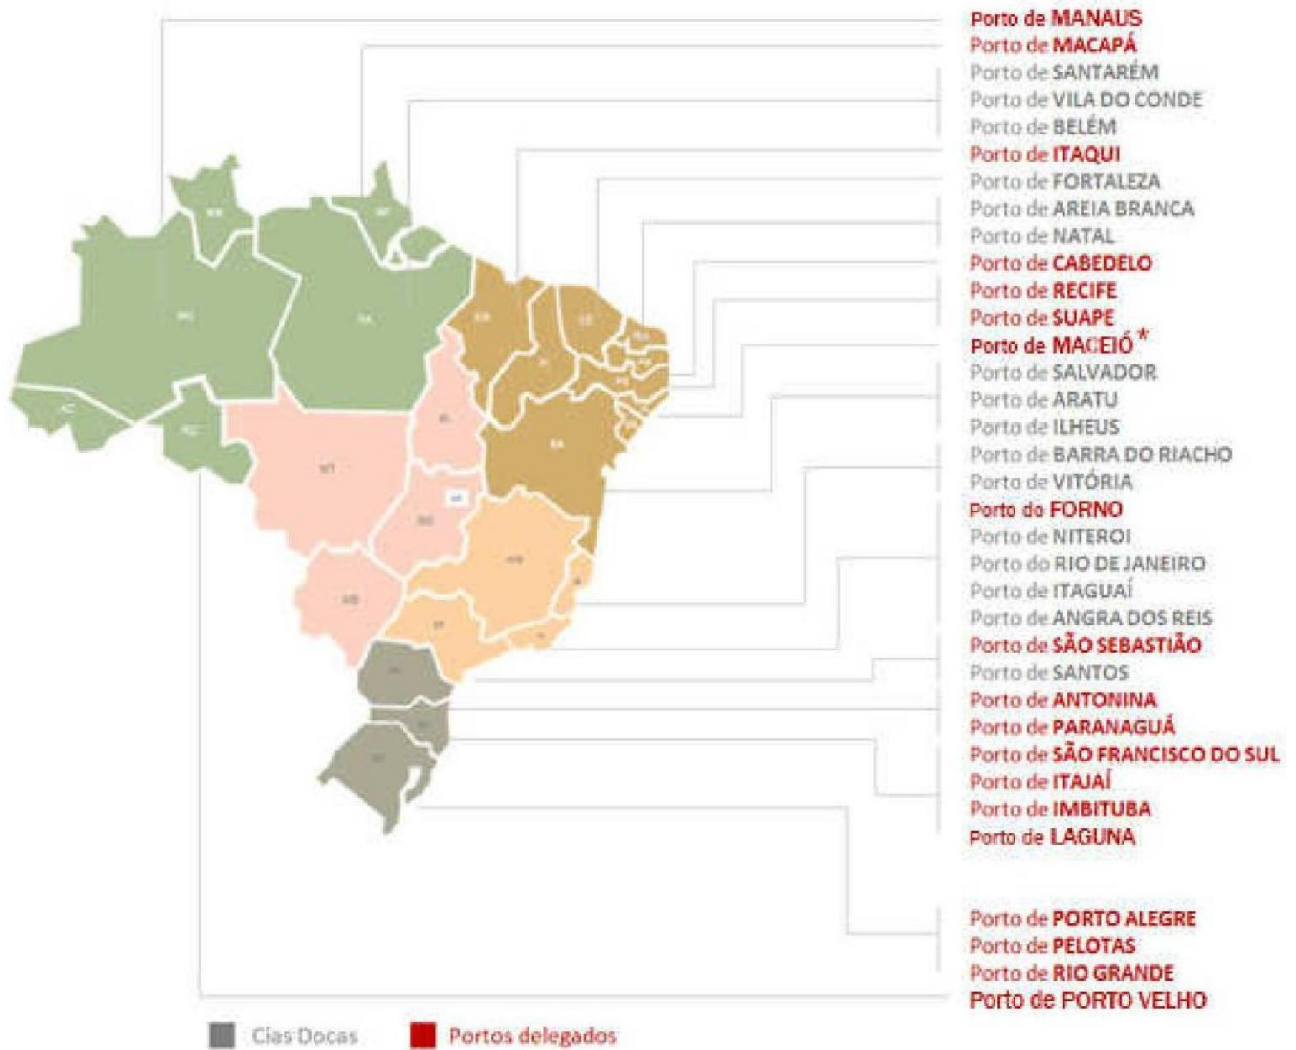 Porto de MANAUS
Porto de MACAPÁ
Porto de SANTARÉM
Porto de VILA DO CONDE
Porto de BELÉM
Porto de ITAQUI
Porto de FORTALEZA
Porto de AREIA BRANCA
Porto de NATAL
Porto de CABEDELO
Porto de RECIFE
Porto de SUAPE
Porto de MACEIÓ *
Porto de SALVADOR
Porto de ARATU
Porto de ILHEUS
Porto de BARRA DO RIACHO
Porto de VITÓRIA
Porto do FORNO
Porto de NITEROI
Porto do RIO DE JANEIRO
Porto de ITAGUAÍ
Porto de ANGRA DOS REIS
Porto de SÃO SEBASTIÃO
Porto de SANTOS
Porto de ANTONINA
Porto de PARANAGUÁ
Porto de SÃO FRANCISCO DO SUL
Porto de ITAJAÍ
Porto de IMBITUBA
Porto de LAGUNA
Porto de PORTO ALEGRE
Porto de PELOTAS
Porto de RIO GRANDE
Porto de PORTO VELHO
Cias Docas
Portos delegados